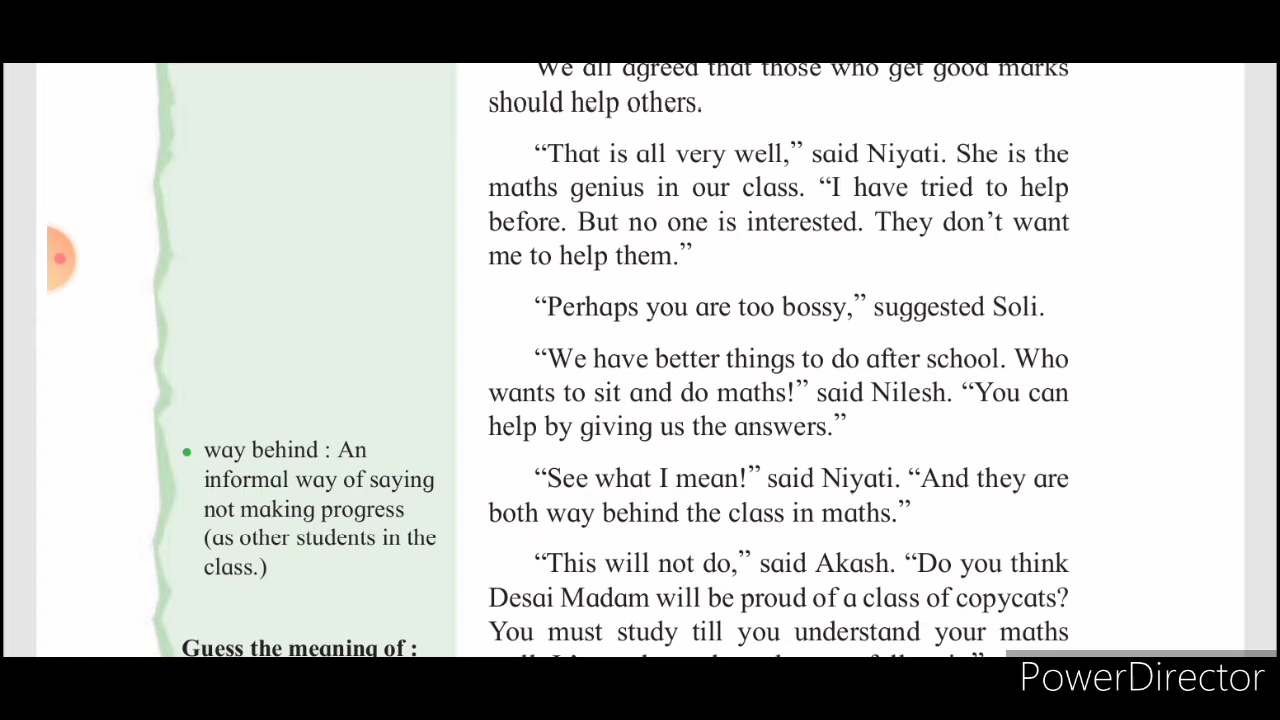 We all agreed that those who get good marks
should help others.
“That is all very well,” said Niyati. She is the
maths genius in our class. “I have tried to help
before. But no one is interested. They don’t want
me to help them.”
“Perhaps you are too bossy,” suggested Soli.
“We have better things to do after school. Who
wants to sit and do maths!” said Nilesh. “You can
help by giving us the answers.”
“See what I mean!” said Niyati. “And they are
both way behind the class in maths.”
“This will not do,” said Akash. “Do you think
Desai Madam will be proud of a class of copycats?
You must study till you understand your maths
• way behind : An
informal way of saying
not making progress
(as other students in the
class.)
Guess the meaning of :
PowerDirector